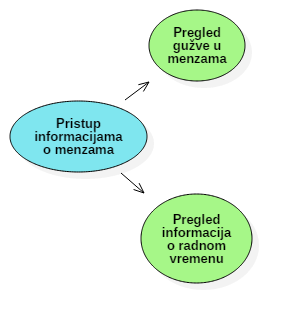 Pregled
gužve u
menzama
Pristup
informacijama
o menzama
Pregled
informacija
o radnom
vremenu